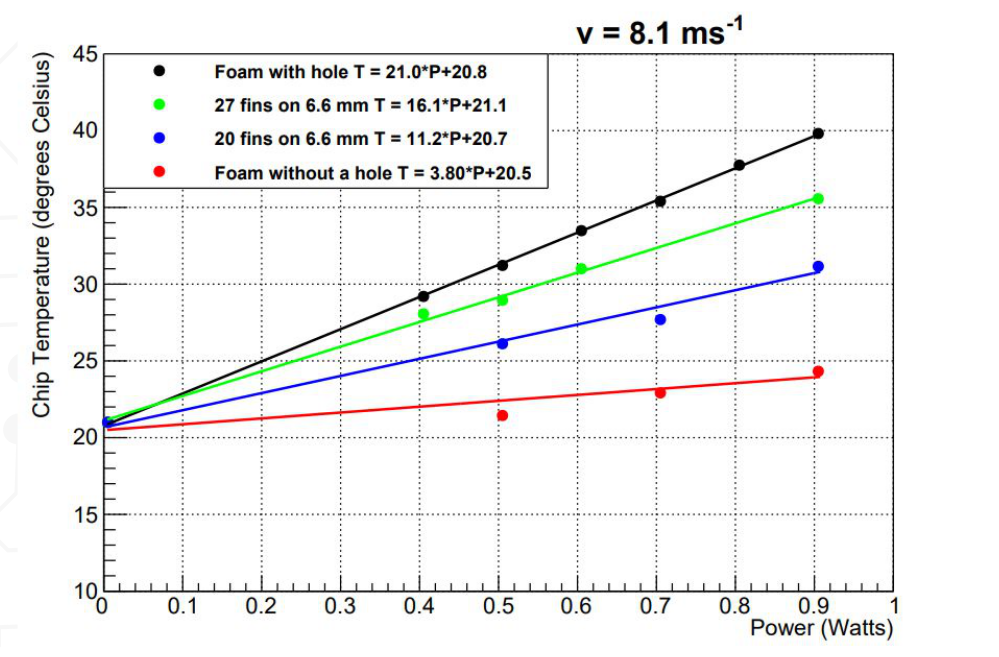 v = 8.1 ms-1
Chip Temperature (degrees Celsius)
45
40
35
30
25
20
15
10
Foam with hole T = 21.0*P+20.8
27 fins on 6.6 mm T = 16.1*P+21.1
20 fins on 6.6 mm T = 11.2*P+20.7
Foam without a hole T = 3.80*P+20.5
0 0.1 0.2 0.3 0.4 0.5 0.6 0.7 0.8 0.9 1
Power (Watts)